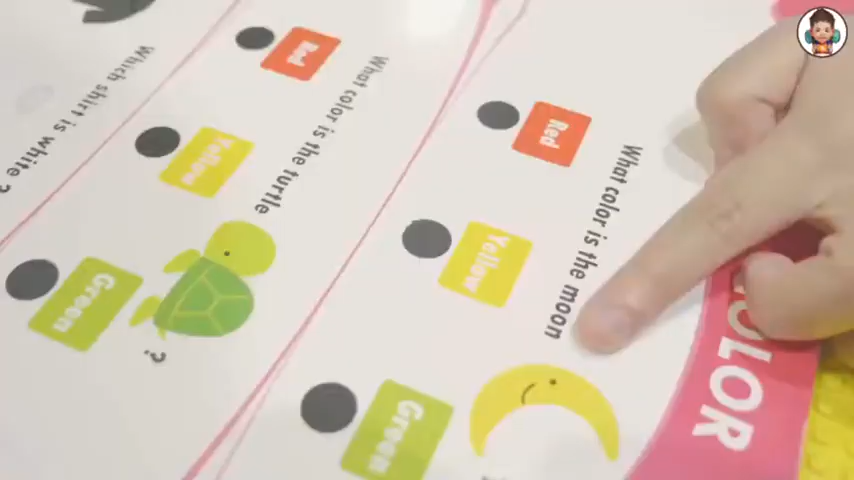 COLOR
What color is the moon
Red
Yellow
Green
What color is the turtle
?
Red
Yellow
Green
Which shirt is white ?